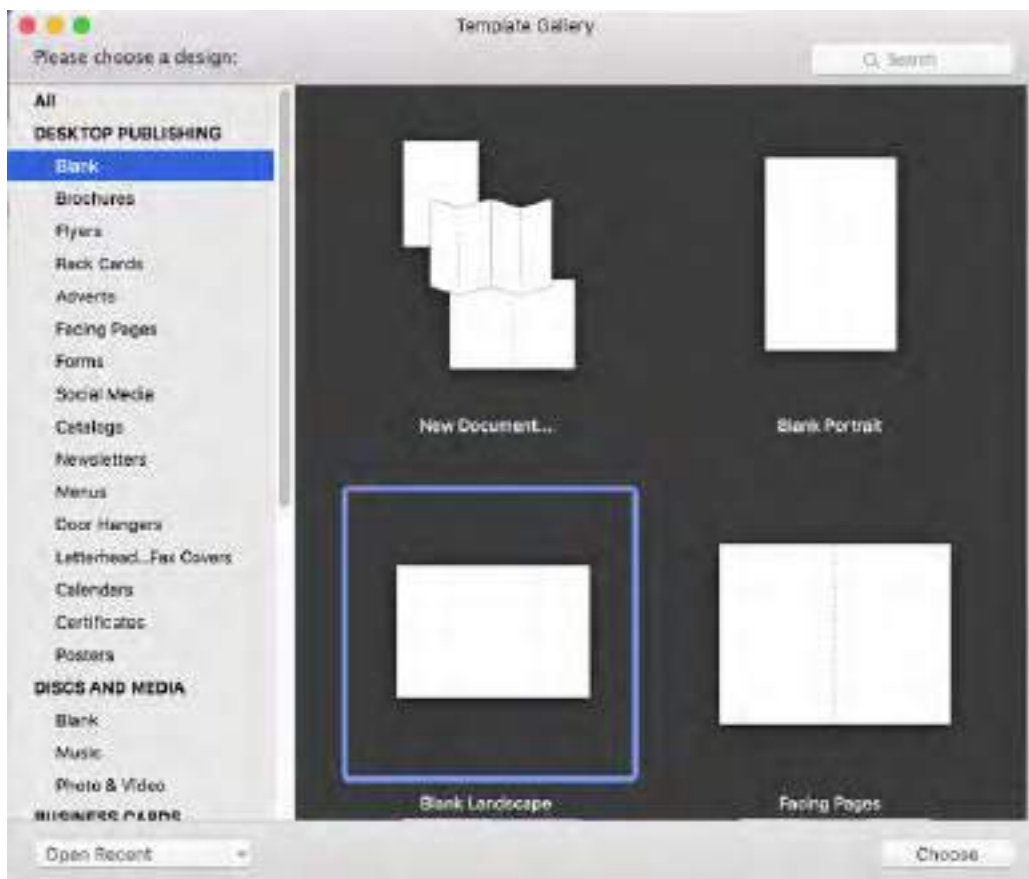 Template Gallery
Please choose a design:
Search
All
DESKTOP PUBLISHING
Blank
Brochures
Flyers
Rack Cards
Adverts
Facing Pages
Forms
Social Media
Catalogs
Newsletters
Menus
Door Hangers
Letterhead...Fax Covers
Calendars
Certificates
Posters
DISCS AND MEDIA
Blank
Music
Photo & Video
BUSINESS CARDS
New Document...
Blank Portrait
Blank Landscape
Facing Pages
Open Recent
Choose